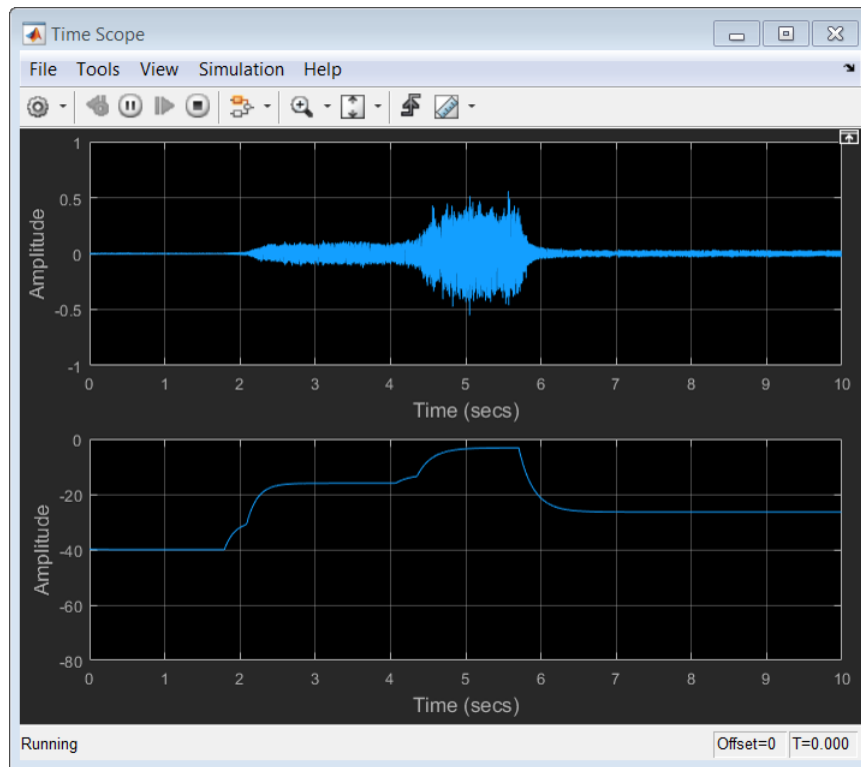 Time Scope
File Tools View Simulation Help
1
0.5
0
-0.5
-1
Amplitude
0 1 2 3 4 5 6 7 8 9 10
Time (secs)
0
-20
-40
-60
-80
Amplitude
0 1 2 3 4 5 6 7 8 9 10
Time (secs)
Running Offset=0 T=0.000